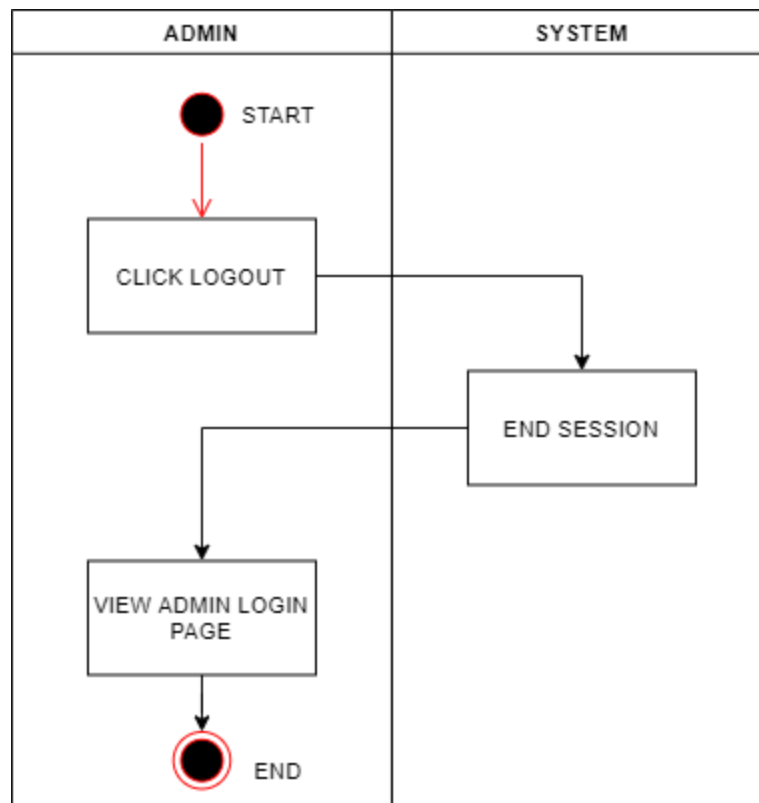 ADMIN
SYSTEM
START
CLICK LOGOUT
END SESSION
VIEW ADMIN LOGIN
PAGE
END